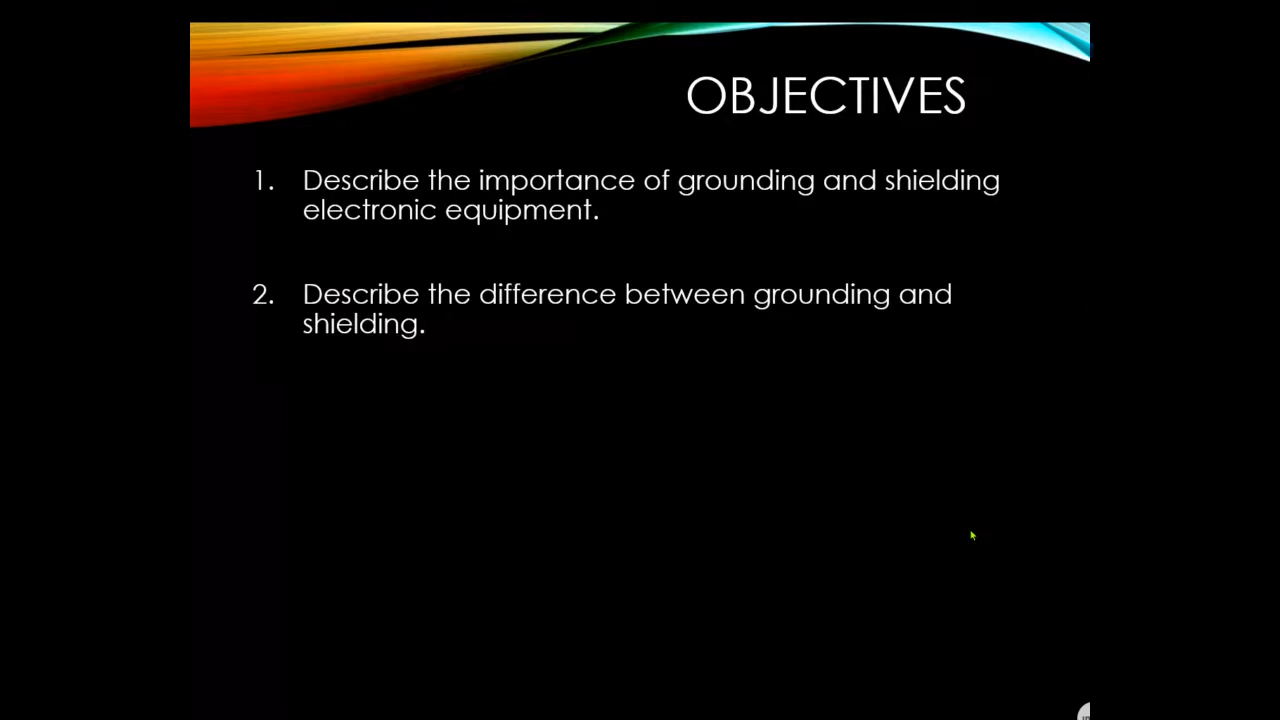 OBJECTIVES
1. Describe the importance of grounding and shielding
electronic equipment.
2. Describe the difference between grounding and
shielding.